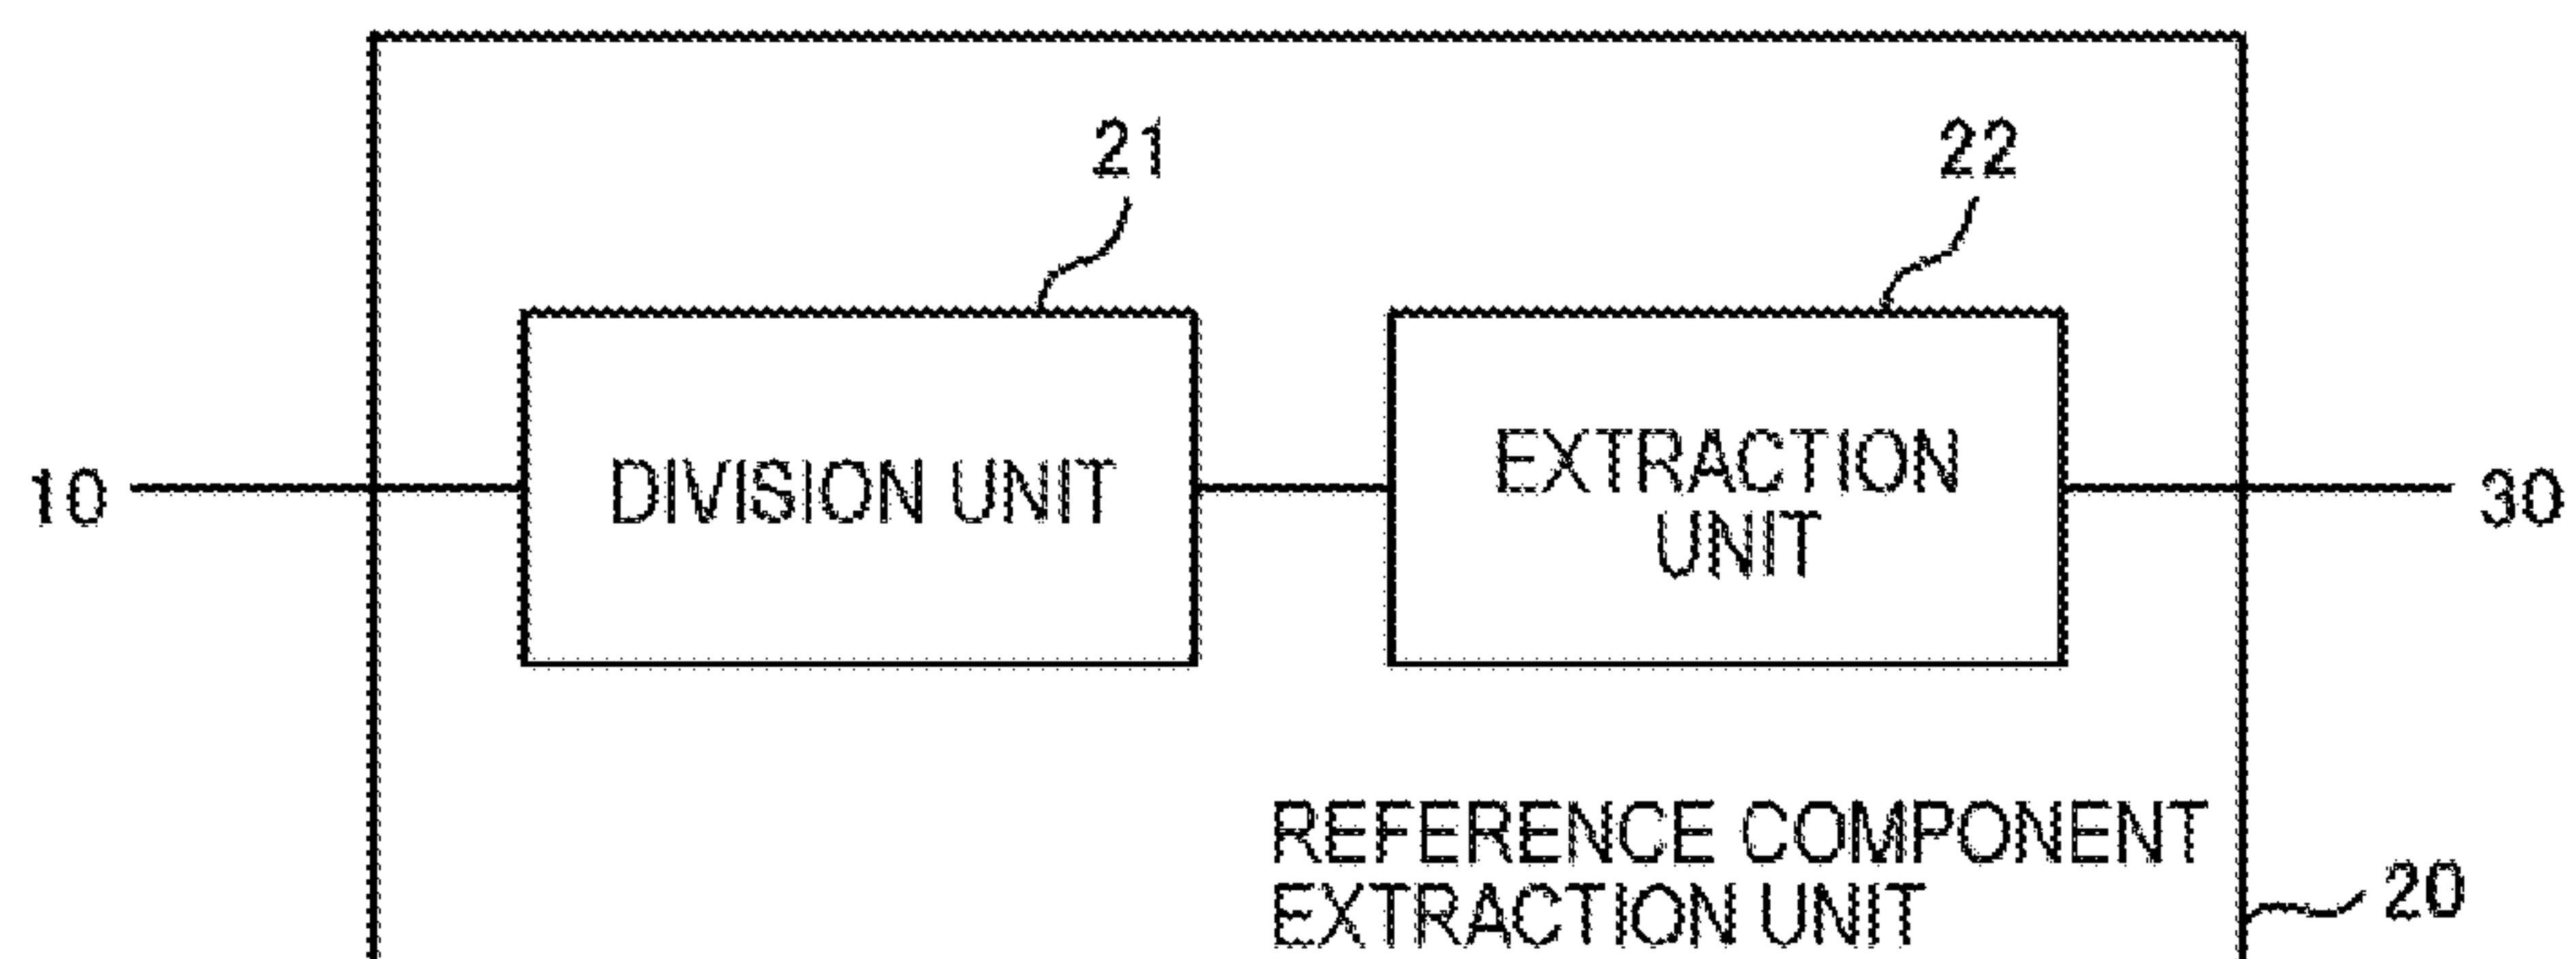 21
22
10
DIVISION UNIT
EXTRACTION
UNIT
30
REFERENCE COMPONENT
EXTRACTION UNIT
20